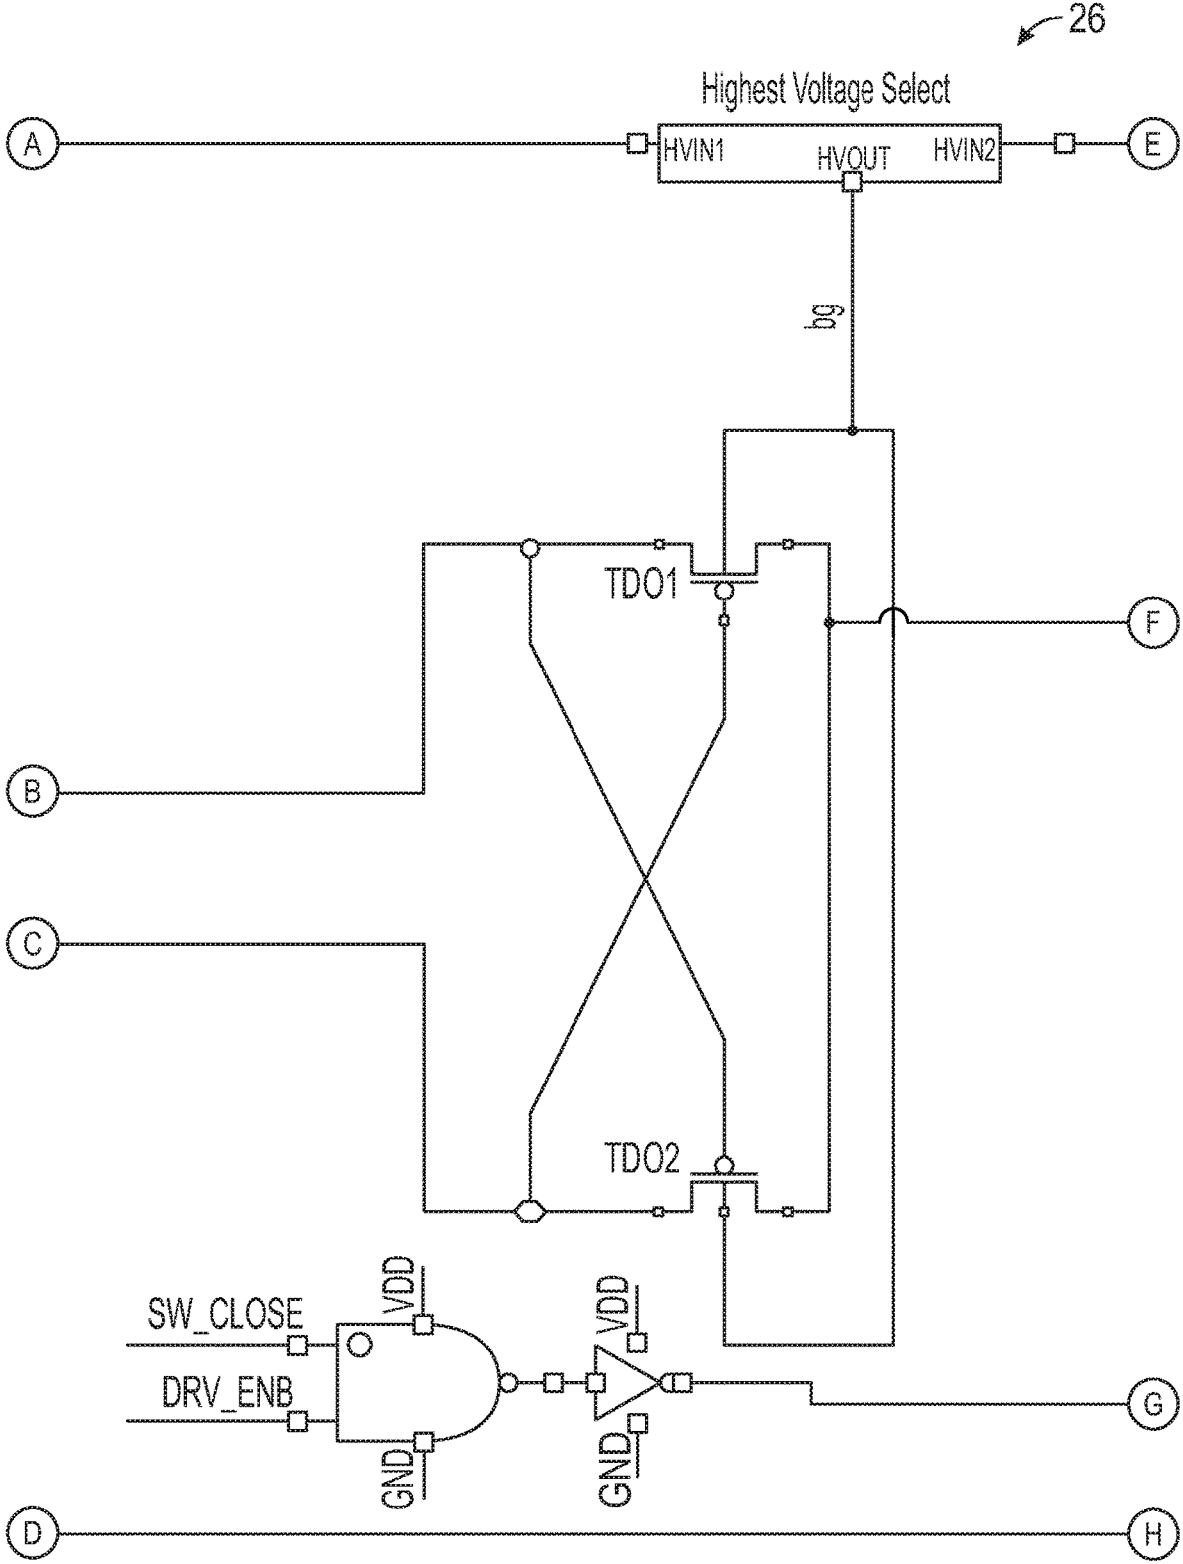 26
Highest Voltage Select
A
HVIN1
HVOUT
HVIN2
E
bg
TDO1
F
B
C
TDO2
SW_CLOSE
VDD
VDD
DRV_ENB
G
GND
GND
D
H